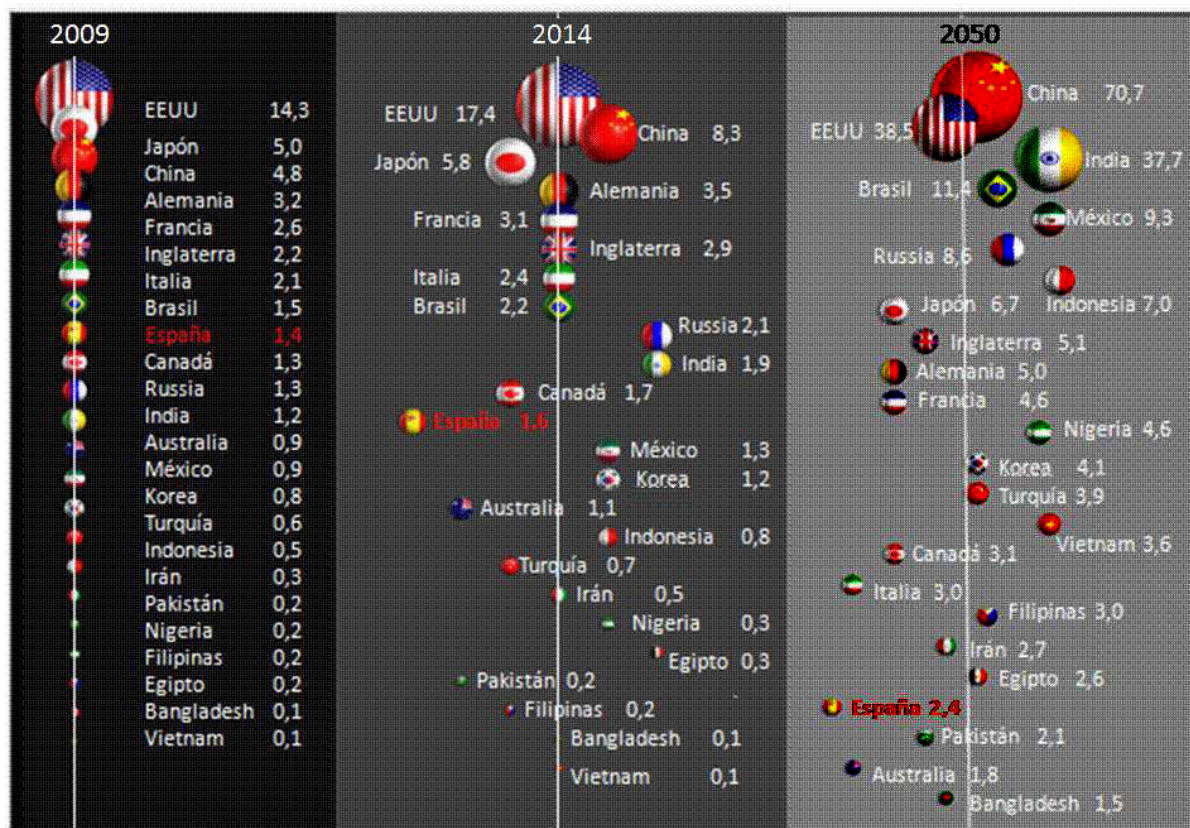 2009
EEUU 14,3
Japón 5,0
China 4,8
Alemania 3,2
Francia 2,6
Inglaterra 2,2
Italia 2,1
Brasil 1,5
España 1,4
Canadá 1,3
Russia 1,3
India 1,2
Australia 0,9
México 0,9
Korea 0,8
Turquía 0,6
Indonesia 0,5
Irán 0,3
Pakistán 0,2
Nigeria 0,2
Filipinas 0,2
Egipto 0,2
Bangladesh 0,1
Vietnam 0,1
2014
EEUU 17,4
China 8,3
Japón 5,8
Alemania 3,5
Francia 3,1
Inglaterra 2,9
Italia 2,4
Brasil 2,2
Russia 2,1
India 1,9
Canadá 1,7
España 1,6
México 1,3
Korea 1,2
Australia 1,1
Indonesia 0,8
Turquía 0,7
Irán 0,5
Nigeria 0,3
Egipto 0,3
Pakistán 0,2
Filipinas 0,2
Bangladesh 0,1
Vietnam 0,1
2050
China 70,7
EEUU 38,5
India 37,7
Brasil 11,4
México 9,3
Russia 8,6
Indonesia 7,0
Japón 6,7
Inglaterra 5,1
Alemania 5,0
Francia 4,6
Nigeria 4,6
Korea 4,1
Turquía 3,9
Vietnam 3,6
Canadá 3,1
Italia 3,0
Filipinas 3,0
Irán 2,7
Egipto 2,6
España 2,4
Pakistán 2,1
Australia 1,8
Bangladesh 1,5